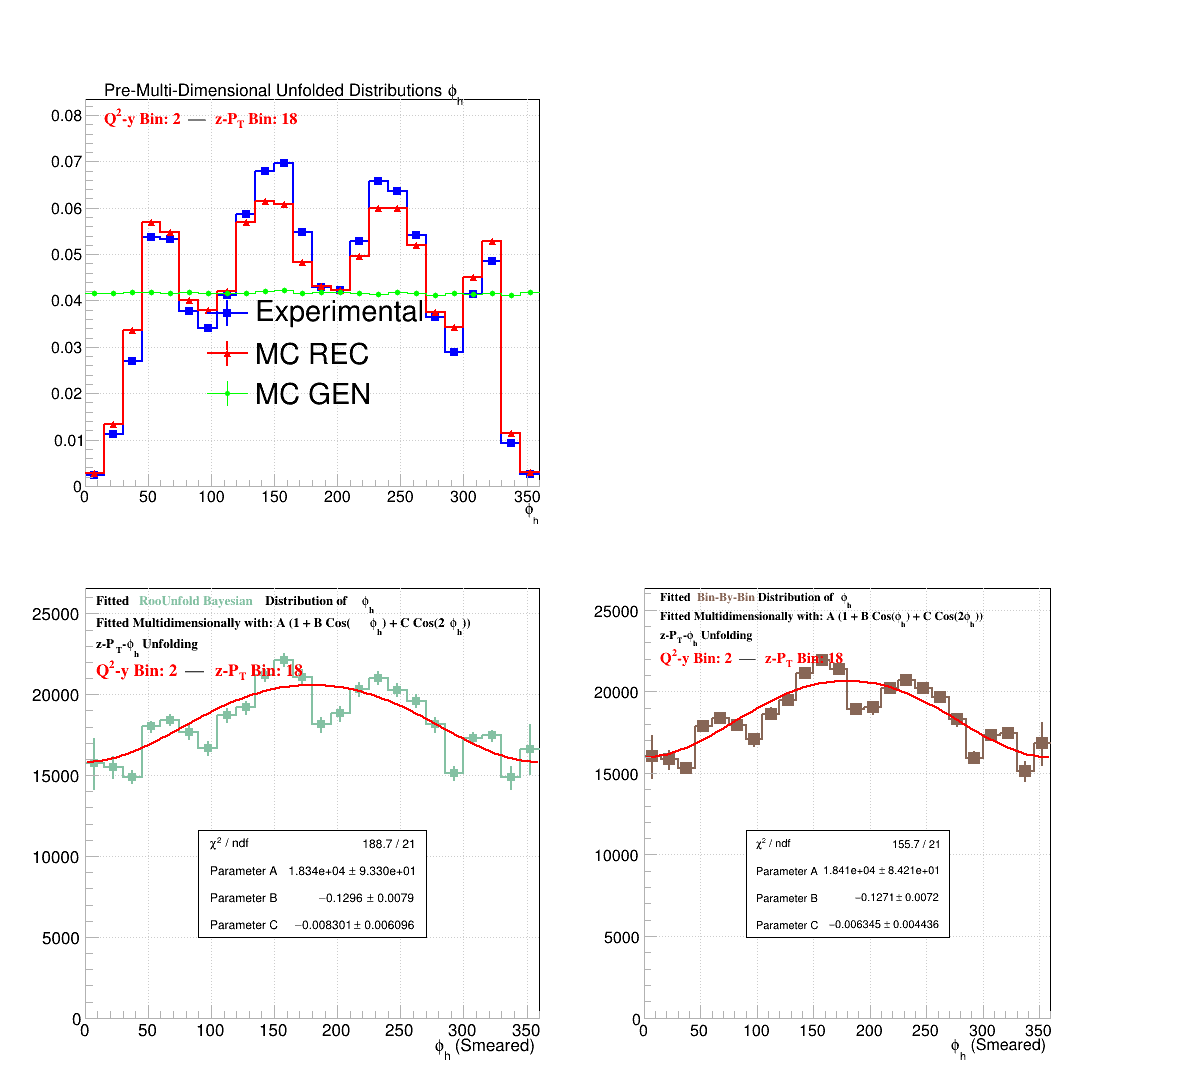 Pre-Multi-Dimensional Unfolded Distributions ϕh
Q²-y Bin: 2 — z-PT Bin: 18
0.08
0.07
0.06
0.05
0.04
0.03
0.02
0.01
0
Experimental
MC REC
MC GEN
0 50 100 150 200 250 300 350
ϕh
Fitted RooUnfold Bayesian Distribution of ϕh
Fitted Multidimensionally with: A (1 + B Cos( ϕh) + C Cos(2 ϕh))
z-PT-ϕh Unfolding
Q²-y Bin: 2 — z-PT Bin: 18
25000
20000
15000
10000
5000
0
χ² / ndf 188.7 / 21
Parameter A 1.834e+04 ± 9.330e+01
Parameter B −0.1296 ± 0.0079
Parameter C −0.008301 ± 0.006096
0 50 100 150 200 250 300 350
ϕh (Smeared)
Fitted Bin-By-Bin Distribution of ϕh
Fitted Multidimensionally with: A (1 + B Cos(ϕh) + C Cos(2ϕh))
z-PT-ϕh Unfolding
Q²-y Bin: 2 — z-PT Bin: 18
25000
20000
15000
10000
5000
0
χ² / ndf 155.7 / 21
Parameter A 1.841e+04 ± 8.421e+01
Parameter B −0.1271 ± 0.0072
Parameter C −0.006345 ± 0.004436
0 50 100 150 200 250 300 350
ϕh (Smeared)